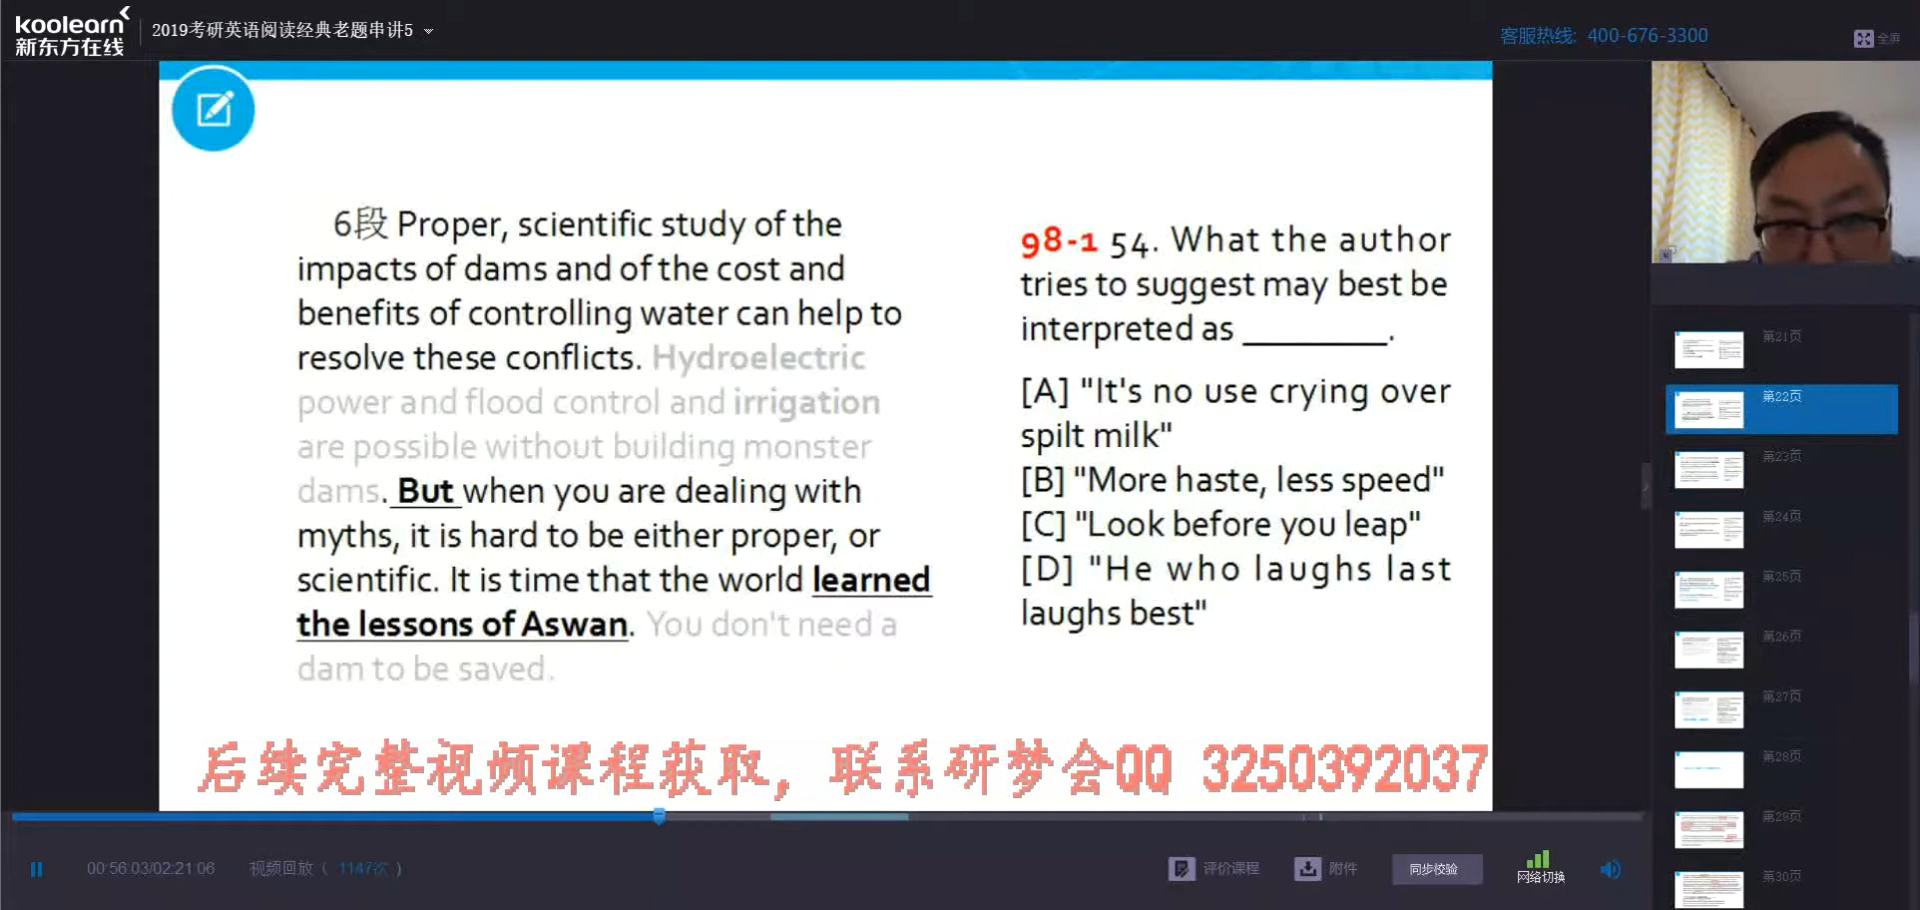 koolearn
新东方在线
2019考研英语阅读经典老题串讲5
客服热线: 400-676-3300
全屏
6段 Proper, scientific study of the
impacts of dams and of the cost and
benefits of controlling water can help to
resolve these conflicts. Hydroelectric
power and flood control and irrigation
are possible without building monster
dams. But when you are dealing with
myths, it is hard to be either proper, or
scientific. It is time that the world learned
the lessons of Aswan. You don't need a
dam to be saved.
98-1 54. What the author
tries to suggest may best be
interpreted as ________.
[A] "It's no use crying over
spilt milk"
[B] "More haste, less speed"
[C] "Look before you leap"
[D] "He who laughs last
laughs best"
后续完整视频课程获取，联系研梦会QQ 3250392037
第21页
第22页
第23页
第24页
第25页
第26页
第27页
第28页
第29页
第30页
00:56:03/02:21:06
视频回放（ 1147次 ）
评价课程
附件
同步校验
网络切换